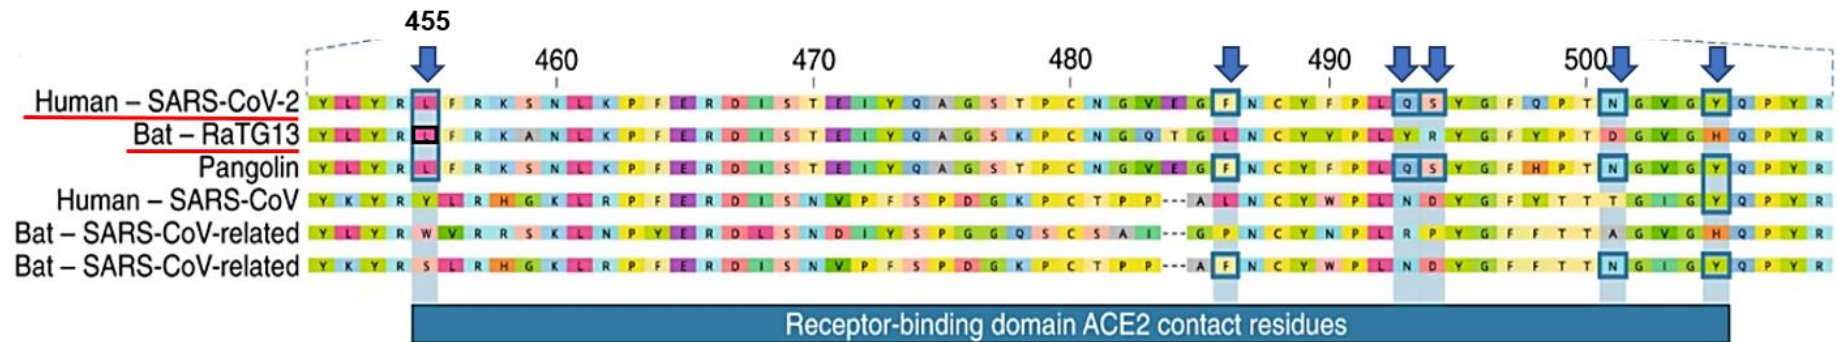 455
460 470 480 490 500
Human – SARS-CoV-2 Y L Y R L F R K S N L K P F E R D I S T E I Y Q A G S T P C N G V E G F N C Y F P L Q S Y G F Q P T N G V G Y Q P Y R
Bat – RaTG13 Y L Y R L F R K A N L K P F E R D I S T E I Y Q A G S K P C N G Q T G L N C Y Y P L Y R Y G F Y P T D G V G H Q P Y R
Pangolin Y L Y R L F R K S N L K P F E R D I S T E I Y Q A G S T P C N G V E G F N C Y F P L Q S Y G F H P T N G V G Y Q P Y R
Human – SARS-CoV Y K Y R Y L R H G K L R P F E R D I S N V P F S P D G K P C T P P --- A L N C Y W P L N D Y G F Y T T T G I G Y Q P Y R
Bat – SARS-CoV-related Y L Y R W V R R S K L N P Y E R D L S N D I Y S P G G Q S C S A I --- G P N C Y N P L R P Y G F F T T A G V G H Q P Y R
Bat – SARS-CoV-related Y K Y R S L R H G K L R P F E R D I S N V P F S P D G K P C T P P --- A F N C Y W P L N D Y G F F T T N G I G Y Q P Y R
Receptor-binding domain ACE2 contact residues